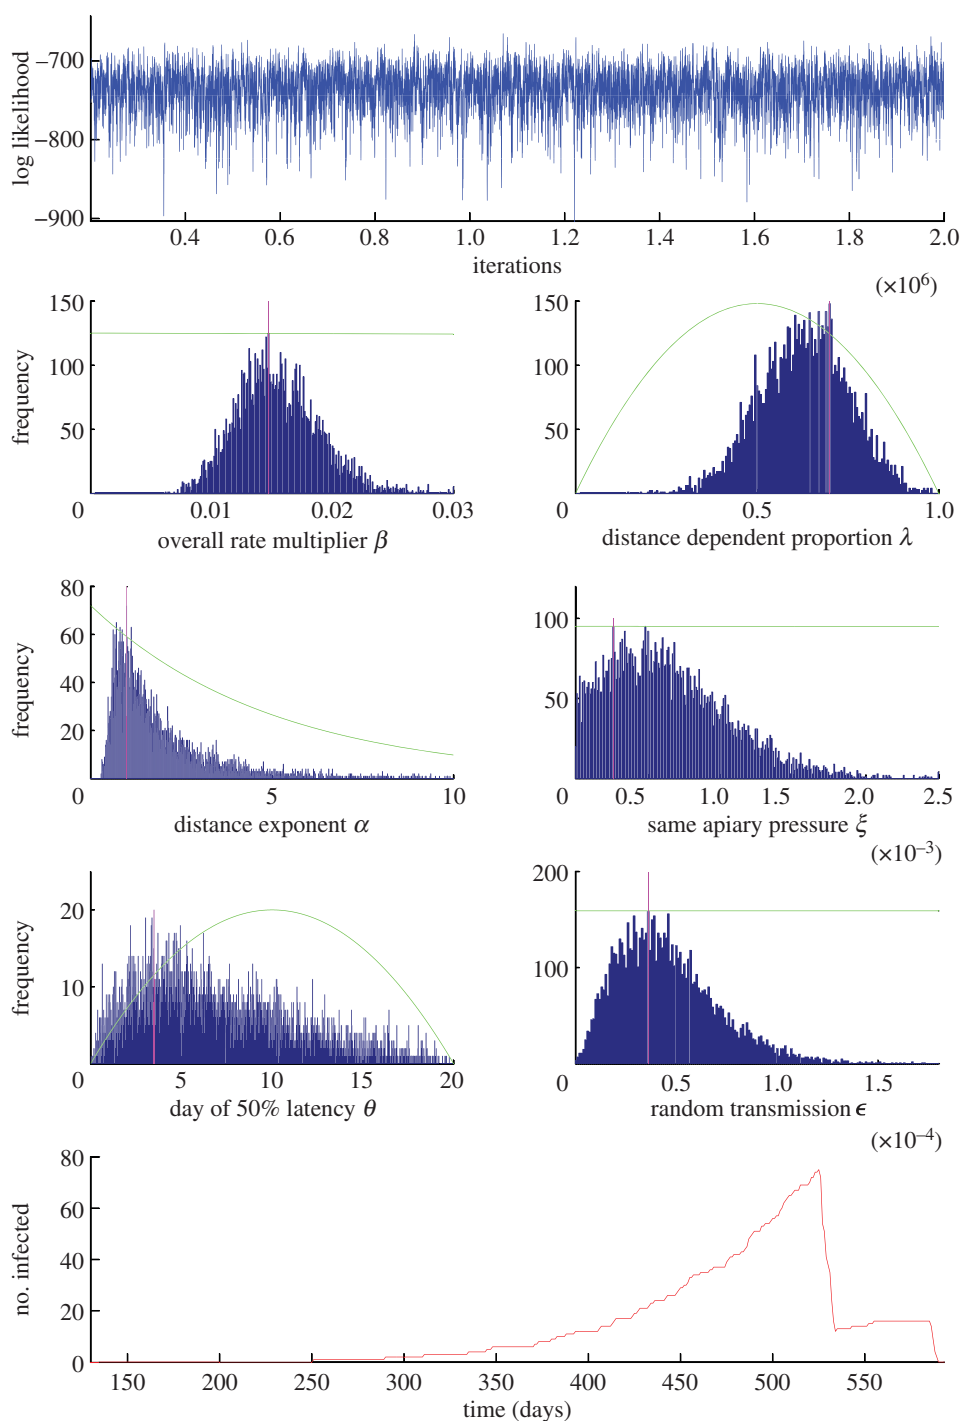 log likelihood
−700
−800
−900
0.4 0.6 0.8 1.0 1.2 1.4 1.6 1.8 2.0
iterations
(×10⁶)
frequency
150
100
50
0 0.01 0.02 0.03
overall rate multiplier β
150
100
50
0 0.5 1.0
distance dependent proportion λ
frequency
80
60
40
20
0 5 10
distance exponent α
100
50
0 0.5 1.0 1.5 2.0 2.5
same apiary pressure ξ
(×10⁻³)
frequency
20
10
0 5 10 15 20
day of 50% latency θ
200
100
0 0.5 1.0 1.5
random transmission ϵ
(×10⁻⁴)
no. infected
80
60
40
20
0
150 200 250 300 350 400 450 500 550
time (days)